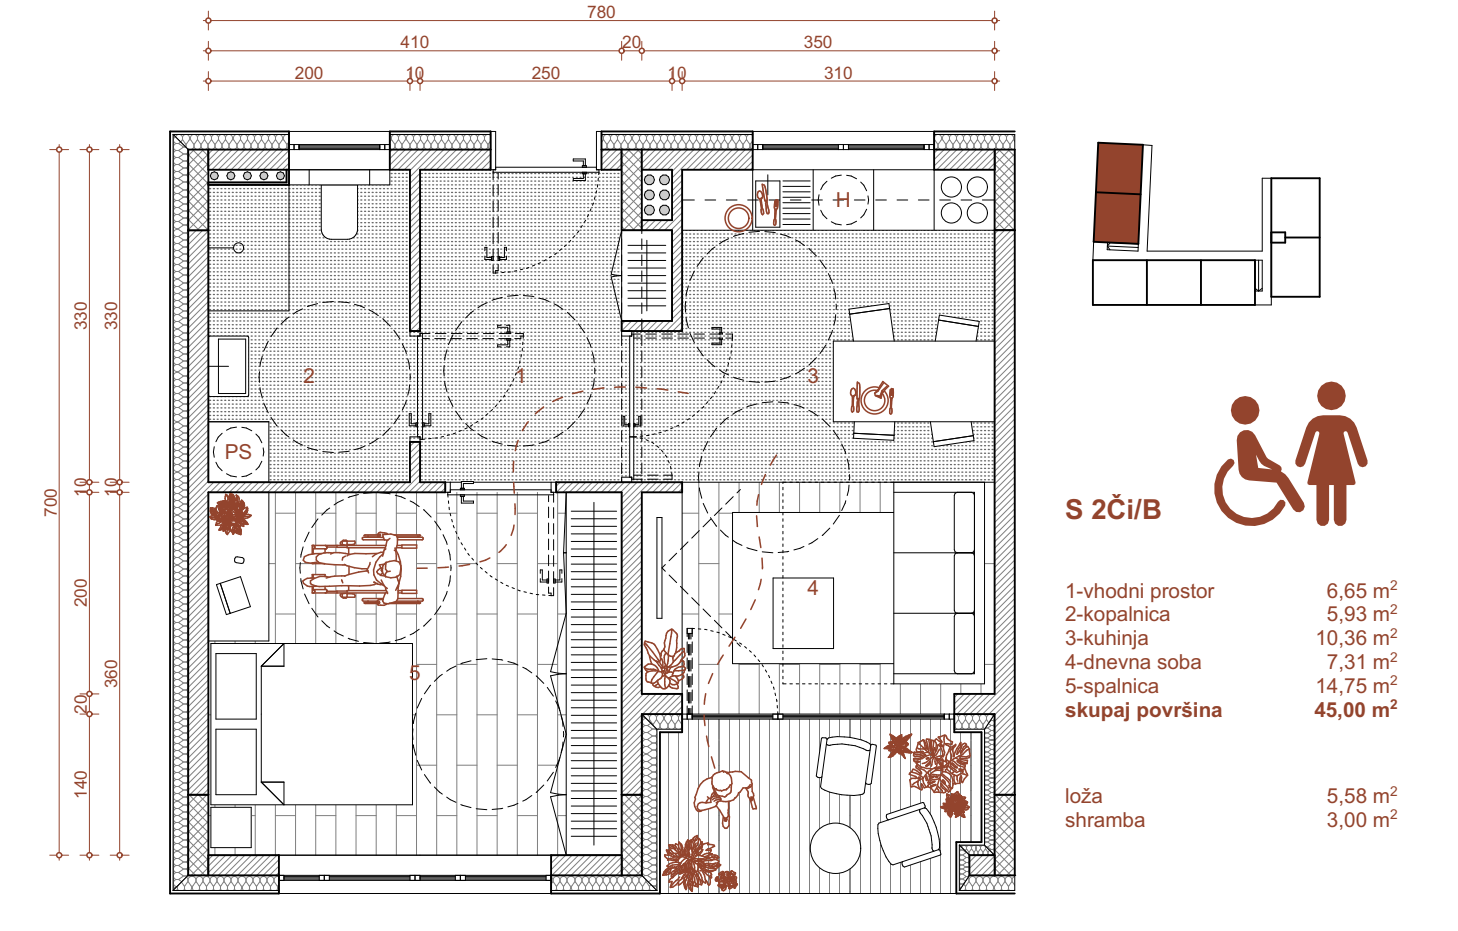 780
410 20 350
200 10 250 10 310
330 330
10 10
700
200
360
20
140
H
2
1
3
PS
4
5
S 2Či/B
1-vhodni prostor 6,65 m²
2-kopalnica 5,93 m²
3-kuhinja 10,36 m²
4-dnevna soba 7,31 m²
5-spalnica 14,75 m²
skupaj površina 45,00 m²
loža 5,58 m²
shramba 3,00 m²